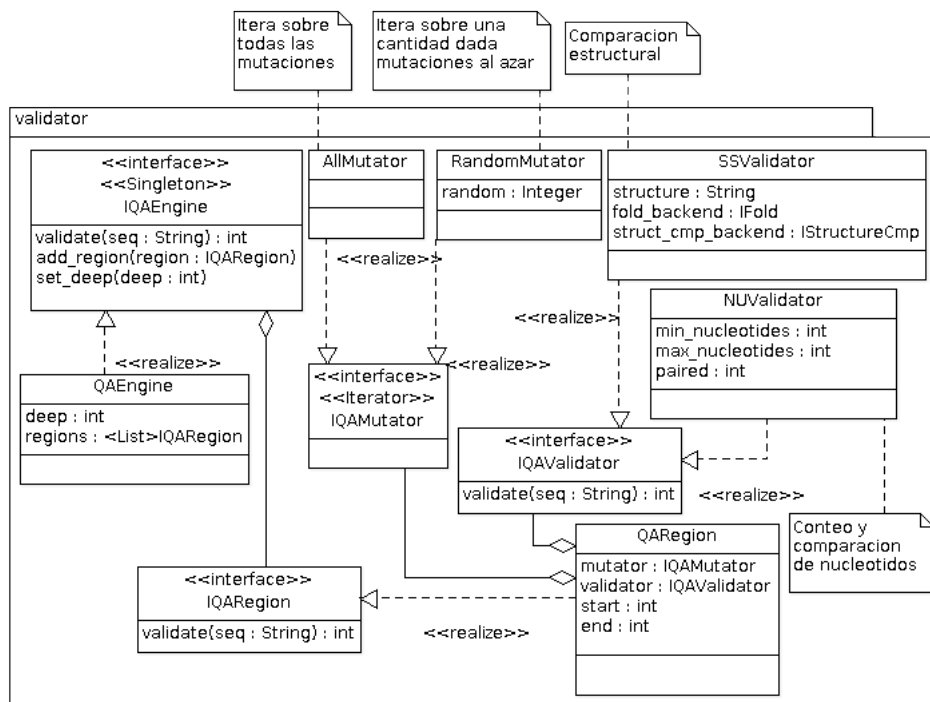 Itera sobre
todas las
mutaciones
Itera sobre una
cantidad dada
mutaciones al azar
Comparacion
estructural
validator
<<interface>>
<<Singleton>>
IQAEngine
validate(seq : String) : int
add_region(region : IQARegion)
set_deep(deep : int)
AllMutator
RandomMutator
random : Integer
SSValidator
structure : String
fold_backend : IFold
struct_cmp_backend : IStructureCmp
<<realize>>
NUValidator
min_nucleotides : int
max_nucleotides : int
paired : int
<<realize>>
<<realize>>
<<realize>>
QAEngine
deep : int
regions : <List>IQARegion
<<interface>>
<<Iterator>>
IQAMutator
<<interface>>
IQAValidator
validate(seq : String) : int
<<realize>>
Conteo y
comparacion
de nucleotidos
QARegion
mutator : IQAMutator
validator : IQAValidator
start : int
end : int
<<interface>>
IQARegion
validate(seq : String) : int
<<realize>>